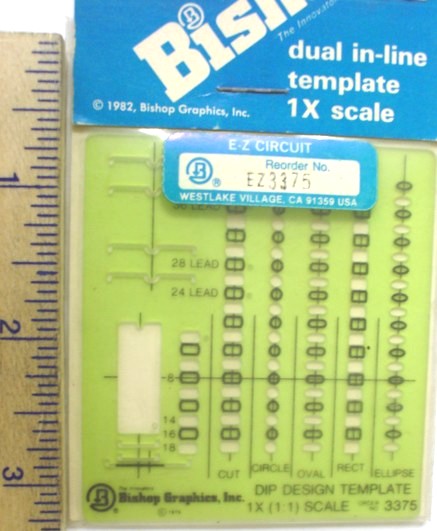 Bish
The Innovato
dual in-line
template
1X scale
© 1982, Bishop Graphics, Inc.
E-Z CIRCUIT
Reorder No.
EZ3375
WESTLAKE VILLAGE, CA 91359 USA
LEAD
28 LEAD
24 LEAD
8
14
16
18
CUT CIRCLE OVAL RECT ELLIPSE
Bishop Graphics, Inc.
DIP DESIGN TEMPLATE
1X (1:1) SCALE 3375
1
2
3